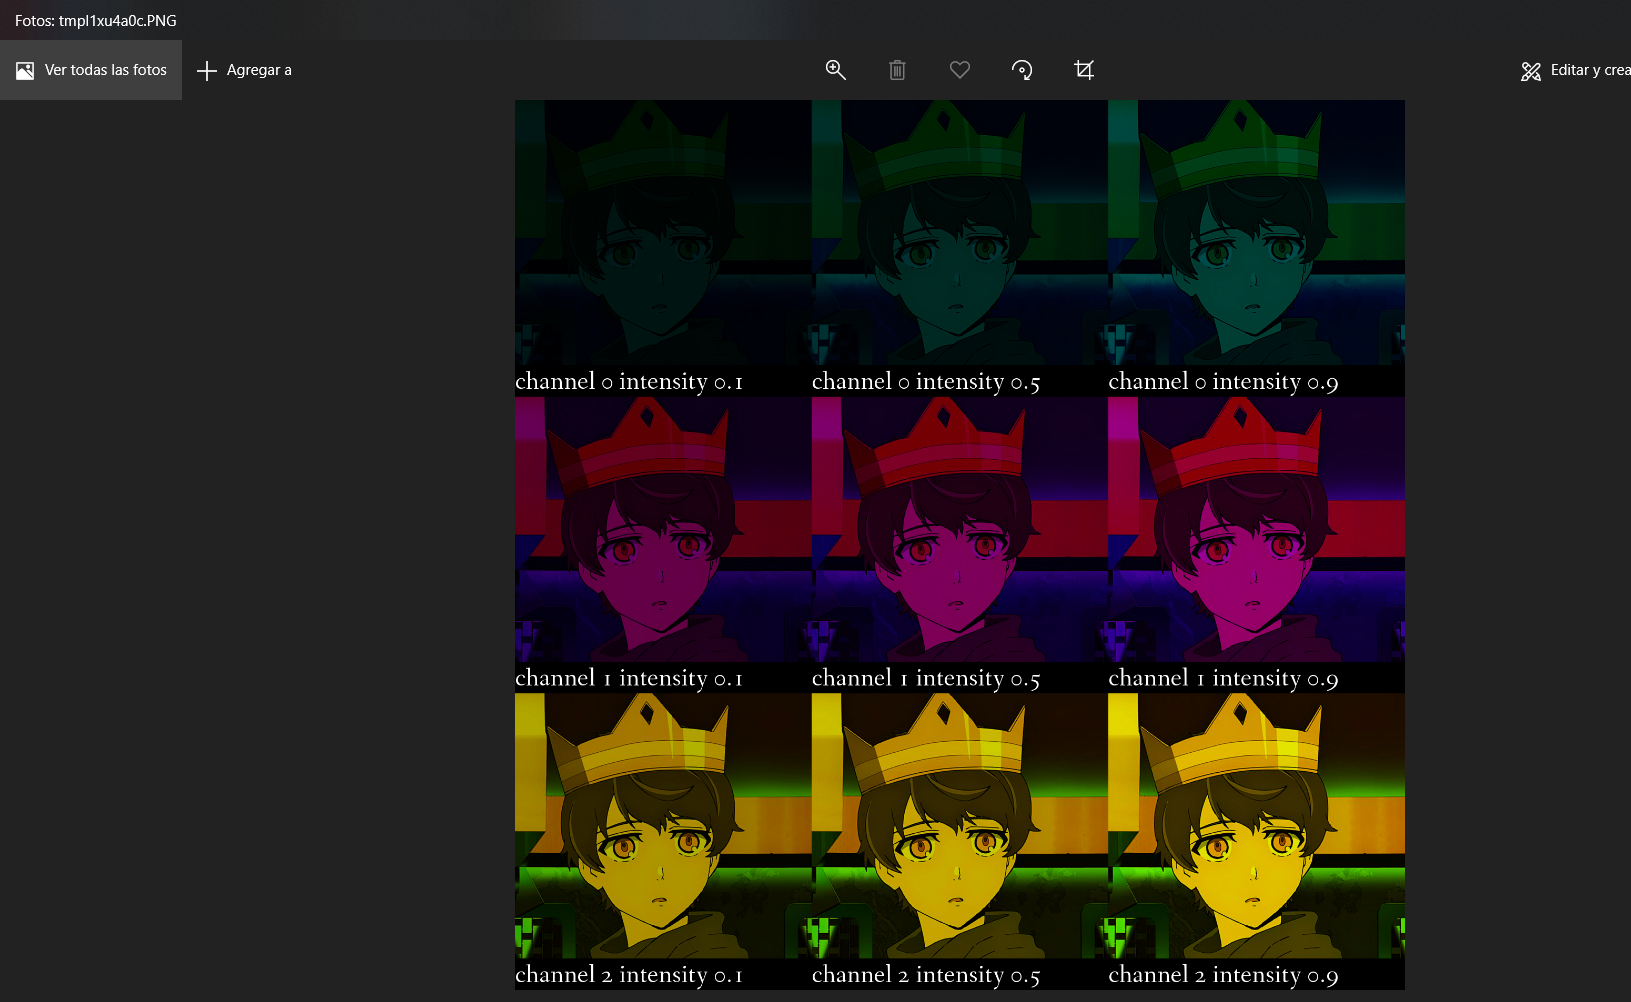 Fotos: tmpl1xu4a0c.PNG
Ver todas las fotos
Agregar a
Editar y crea
channel 0 intensity 0.1
channel 0 intensity 0.5
channel 0 intensity 0.9
channel 1 intensity 0.1
channel 1 intensity 0.5
channel 1 intensity 0.9
channel 2 intensity 0.1
channel 2 intensity 0.5
channel 2 intensity 0.9